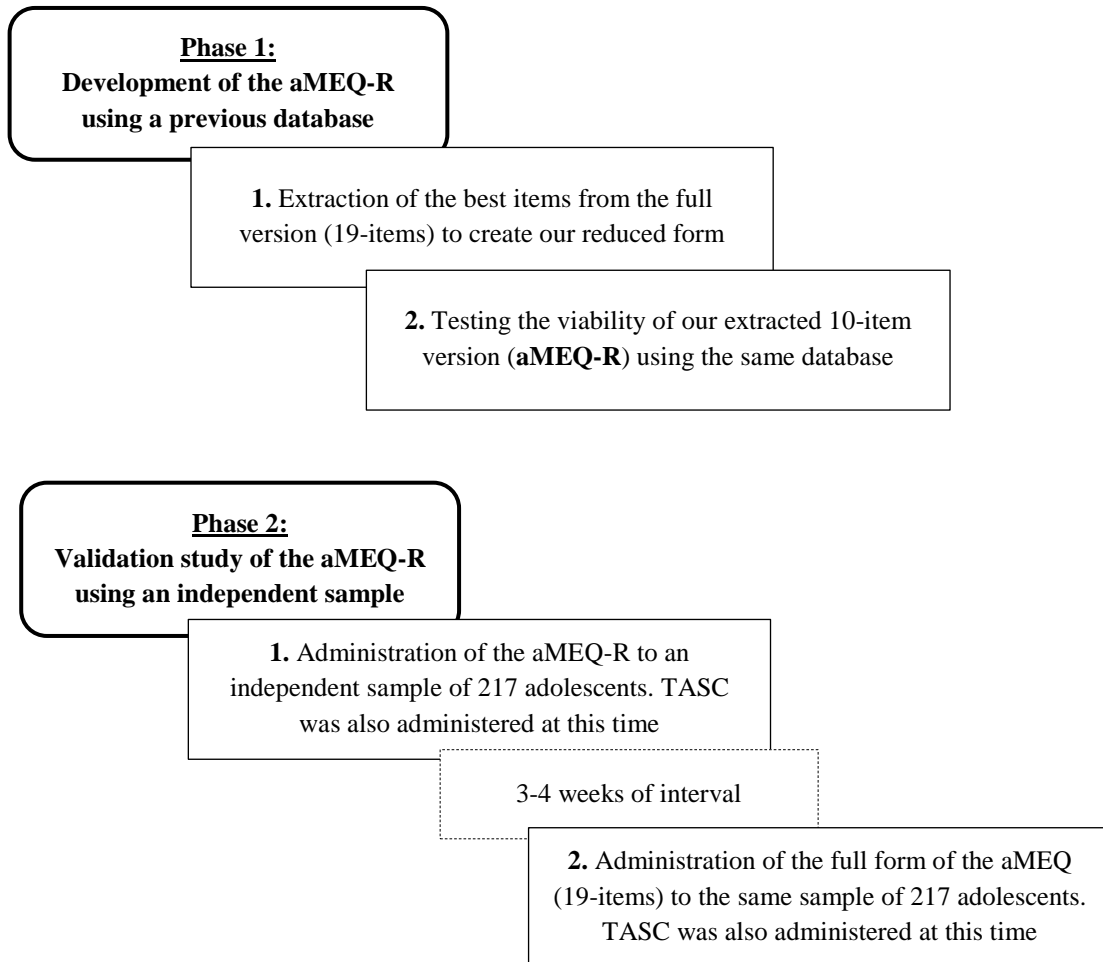 Phase 1:
Development of the aMEQ-R
using a previous database
1. Extraction of the best items from the full
version (19-items) to create our reduced form
2. Testing the viability of our extracted 10-item
version (aMEQ-R) using the same database
Phase 2:
Validation study of the aMEQ-R
using an independent sample
1. Administration of the aMEQ-R to an
independent sample of 217 adolescents. TASC
was also administered at this time
3-4 weeks of interval
2. Administration of the full form of the aMEQ
(19-items) to the same sample of 217 adolescents.
TASC was also administered at this time